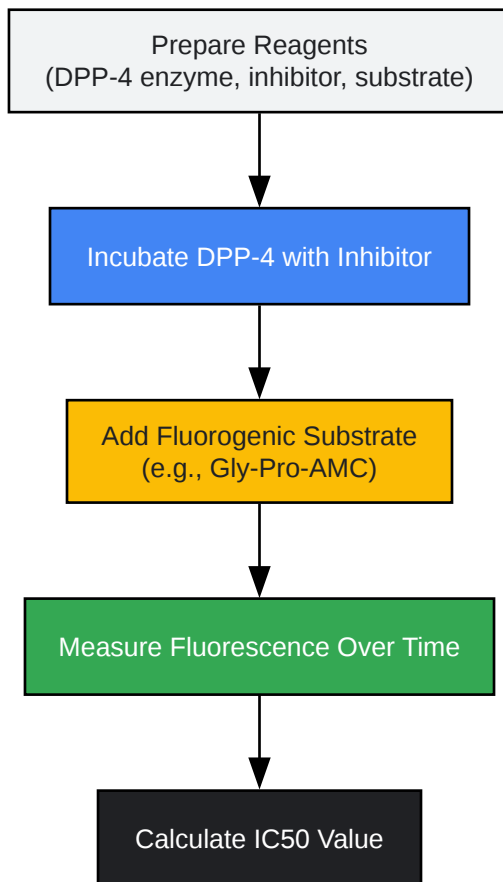 Prepare Reagents
(DPP-4 enzyme, inhibitor, substrate)
Incubate DPP-4 with Inhibitor
Add Fluorogenic Substrate
(e.g., Gly-Pro-AMC)
Measure Fluorescence Over Time
Calculate IC50 Value